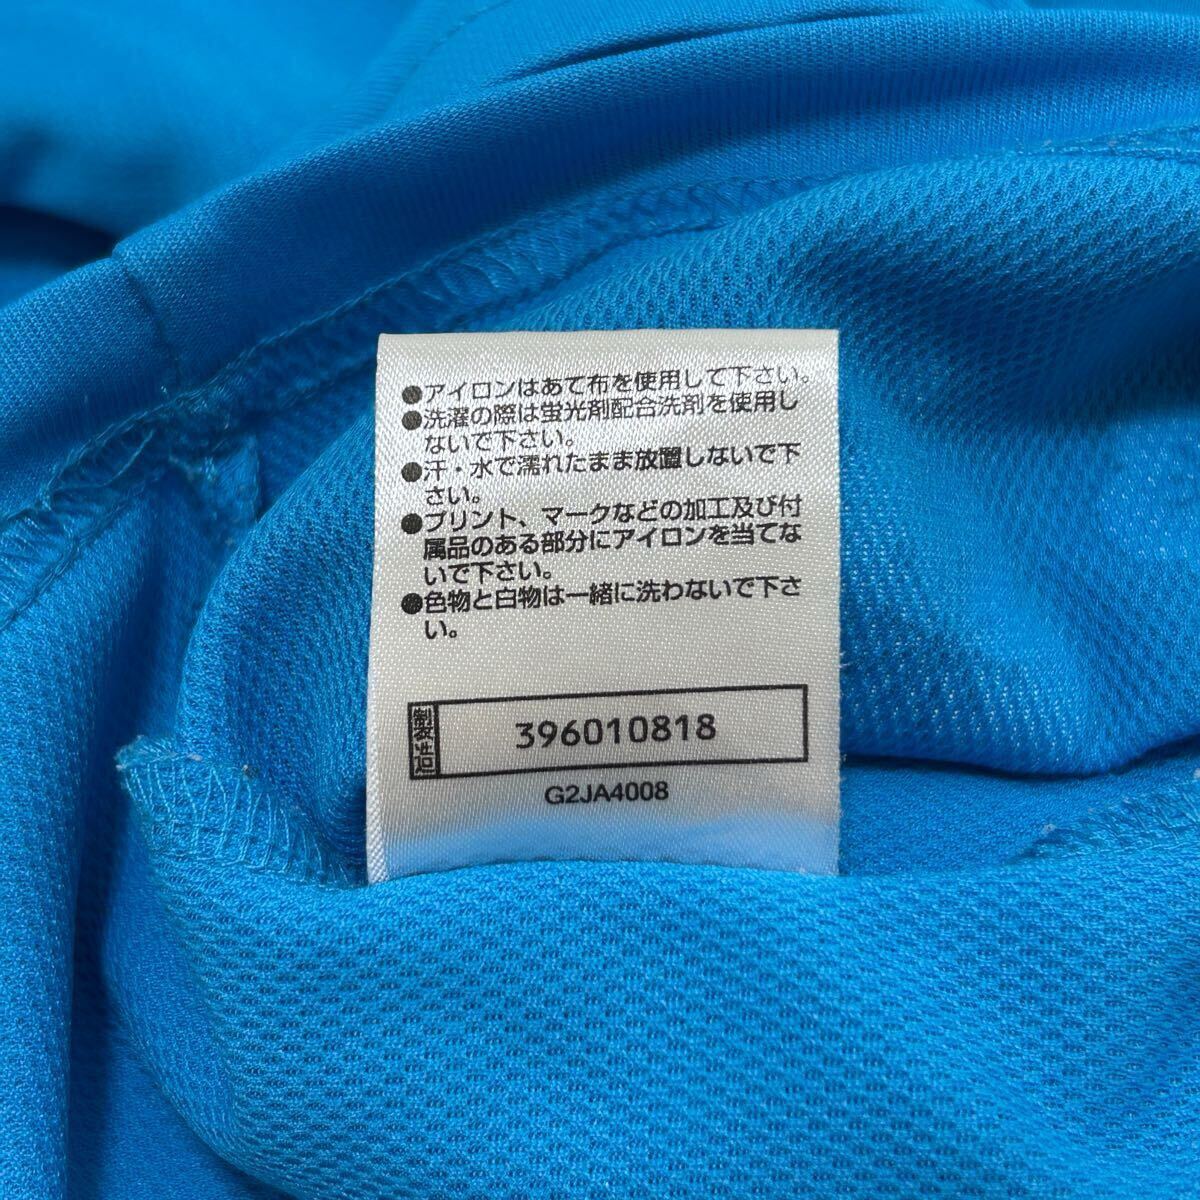 ●アイロンはあて布を使用して下さい。
●洗濯の際は蛍光剤配合洗剤を使用し
ないで下さい。
●汗・水で濡れたまま放置しないで下
さい。
●プリント、マークなどの加工及び付
属品のある部分にアイロンを当てな
いで下さい。
●色物と白物は一緒に洗わないで下さ
い。
製造 396010818
G2JA4008